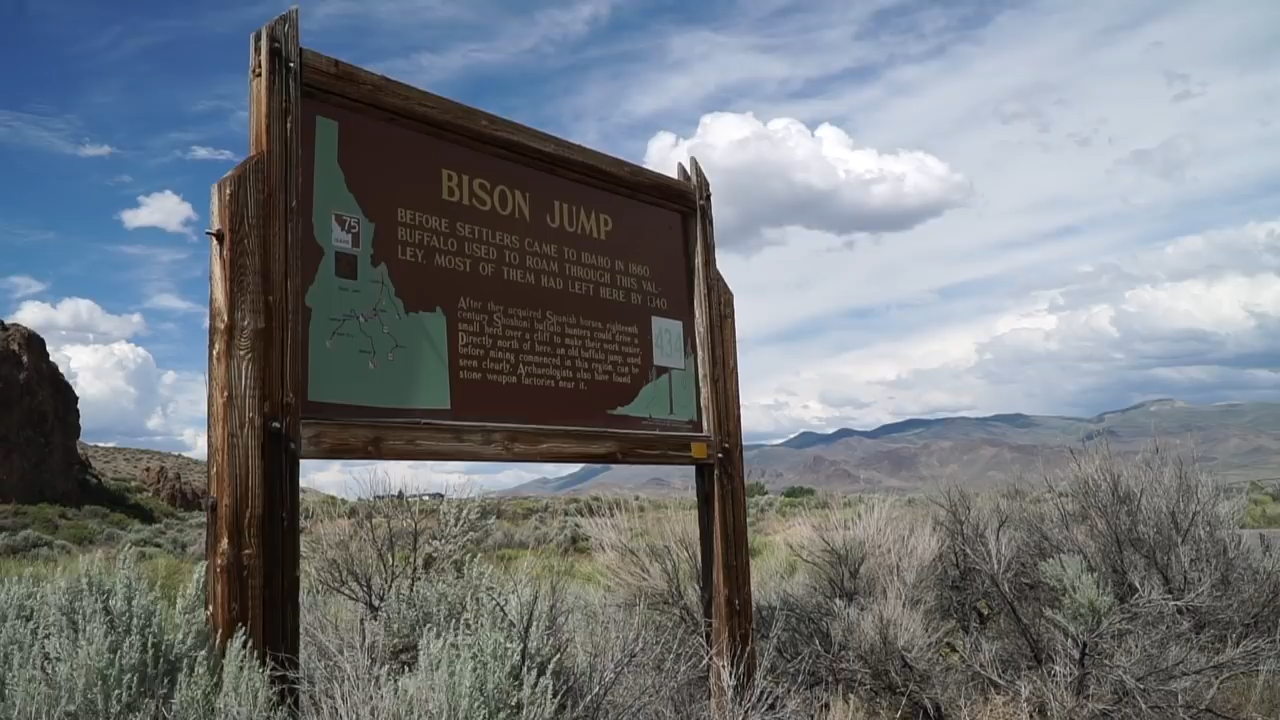 BISON JUMP
BEFORE SETTLERS CAME TO IDAHO IN 1860,
BUFFALO USED TO ROAM THROUGH THIS VAL-
LEY. MOST OF THEM HAD LEFT HERE BY 1340
After they acquired Spanish horses, eighteenth
century Shoshoni buffalo hunters could drive a
small herd over a cliff to make their work easier.
Directly north of here, an old buffalo jump, used
before mining commenced in this region, can be
seen clearly. Archaeologists also have found
stone weapon factories near it.
75
IDAHO
434